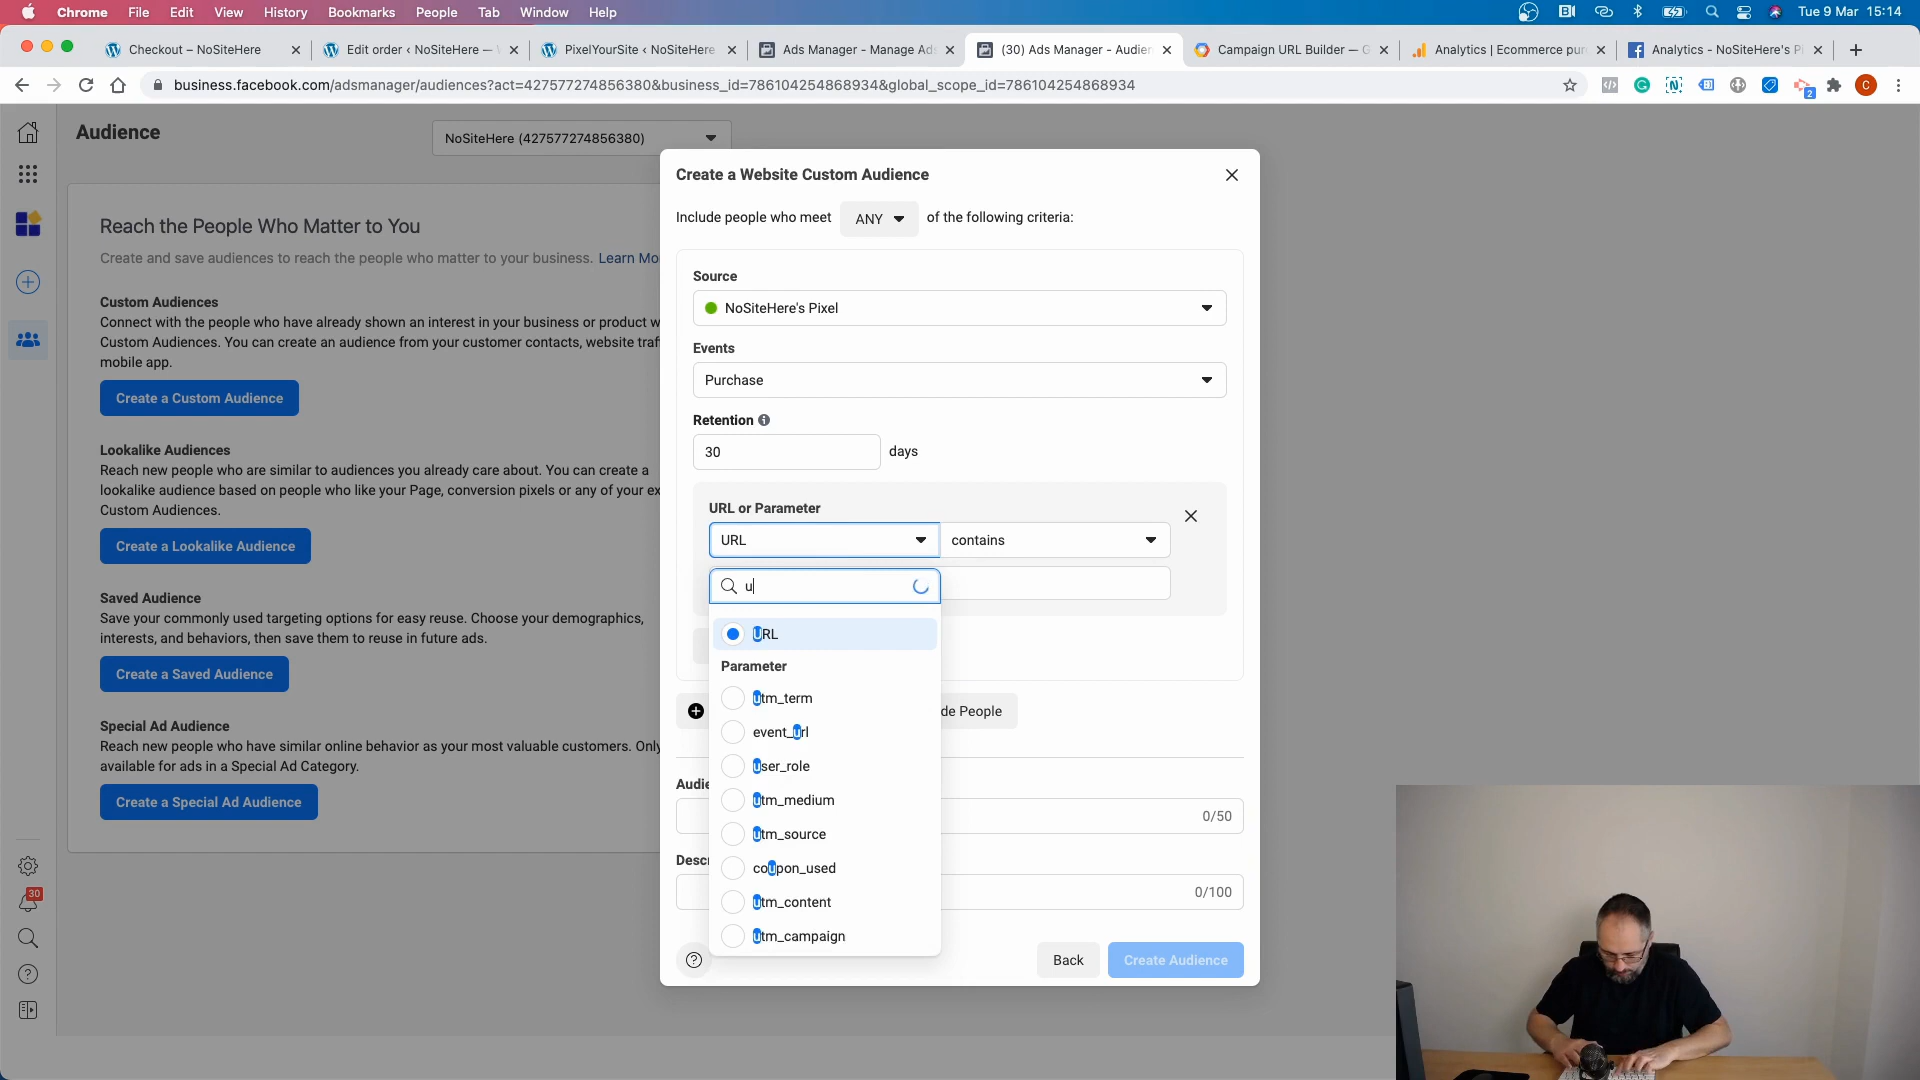 Chrome File Edit View History Bookmarks People Tab Window Help Tue 9 Mar 15:14
Checkout – NoSiteHere
Edit order ‹ NoSiteHere —
PixelYourSite ‹ NoSiteHere
Ads Manager - Manage Ads
(30) Ads Manager - Audien
Campaign URL Builder — G
Analytics | Ecommerce pur
Analytics - NoSiteHere's Pi
business.facebook.com/adsmanager/audiences?act=427577274856380&business_id=786104254868934&global_scope_id=786104254868934
2
C
Audience
NoSiteHere (427577274856380)
Reach the People Who Matter to You
Create and save audiences to reach the people who matter to your business. Learn Mo
Custom Audiences
Connect with the people who have already shown an interest in your business or product w
Custom Audiences. You can create an audience from your customer contacts, website traf
mobile app.
Create a Custom Audience
Lookalike Audiences
Reach new people who are similar to audiences you already care about. You can create a
lookalike audience based on people who like your Page, conversion pixels or any of your ex
Custom Audiences.
Create a Lookalike Audience
Saved Audience
Save your commonly used targeting options for easy reuse. Choose your demographics,
interests, and behaviors, then save them to reuse in future ads.
Create a Saved Audience
Special Ad Audience
Reach new people who have similar online behavior as your most valuable customers. Only
available for ads in a Special Ad Category.
Create a Special Ad Audience
30
Create a Website Custom Audience
Include people who meet ANY of the following criteria:
Source
NoSiteHere's Pixel
Events
Purchase
Retention
30 days
URL or Parameter
URL contains
u
URL
Parameter
utm_term
event_url
user_role
utm_medium
utm_source
coupon_used
utm_content
utm_campaign
de People
Audie
0/50
Descr
0/100
Back Create Audience